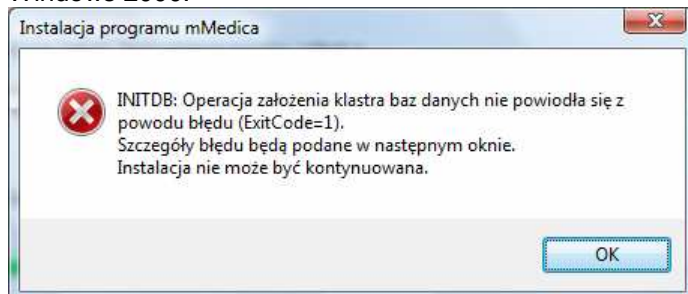 Instalacja programu mMedica
INITDB: Operacja założenia klastra baz danych nie powiodła się z
powodu błędu (ExitCode=1).
Szczegóły błędu będą podane w następnym oknie.
Instalacja nie może być kontynuowana.
OK